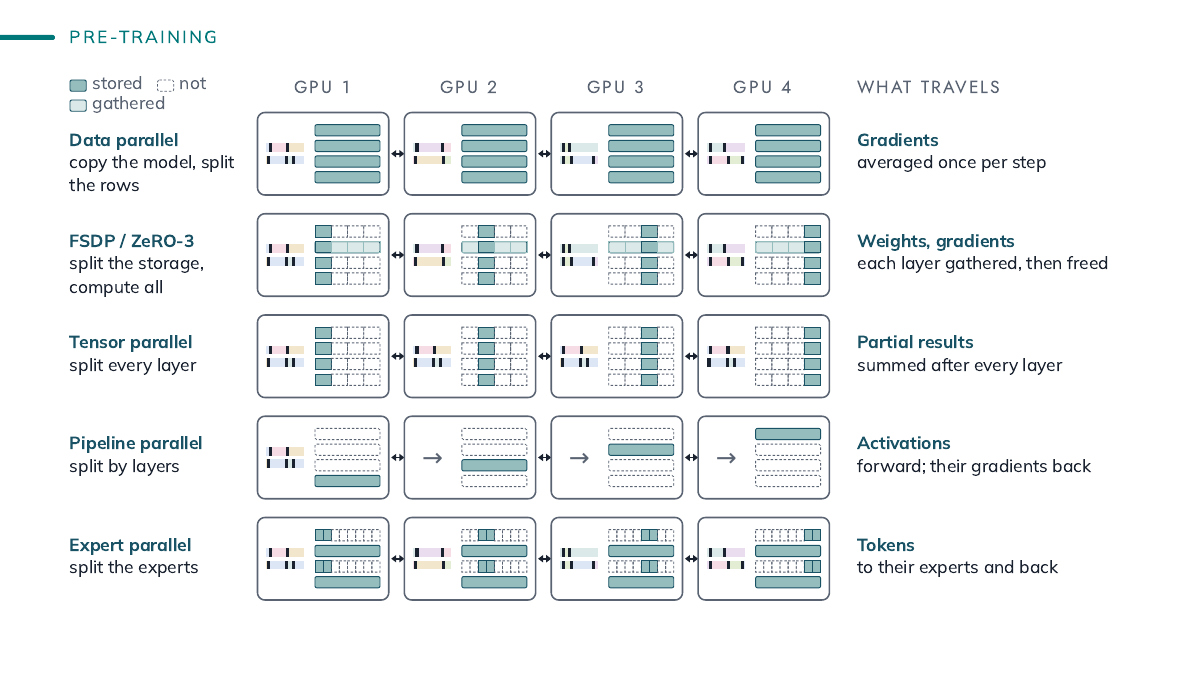 PRE-TRAINING
stored not
gathered
GPU 1 GPU 2 GPU 3 GPU 4 WHAT TRAVELS
Data parallel
copy the model, split
the rows
Gradients
averaged once per step
FSDP / ZeRO-3
split the storage,
compute all
Weights, gradients
each layer gathered, then freed
Tensor parallel
split every layer
Partial results
summed after every layer
Pipeline parallel
split by layers
Activations
forward; their gradients back
Expert parallel
split the experts
Tokens
to their experts and back